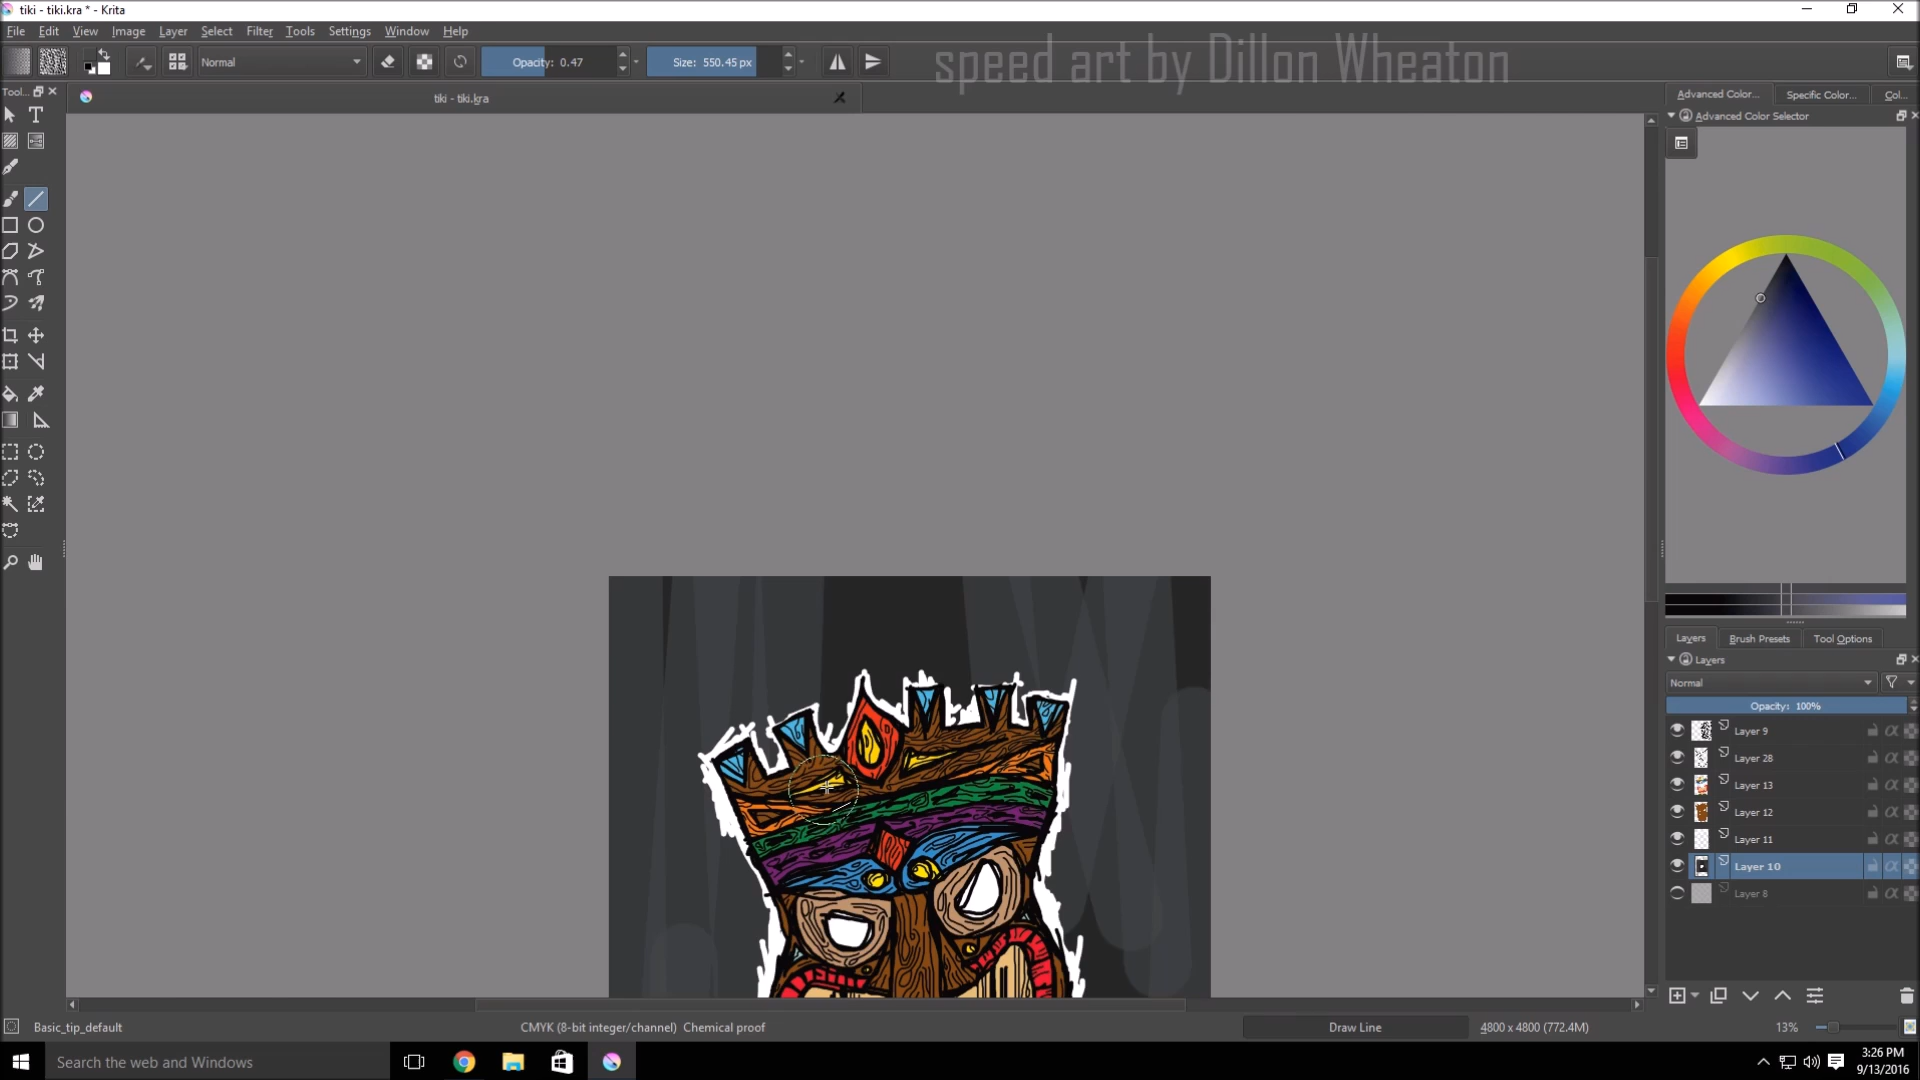 tiki - tiki.kra * - Krita
File Edit View Image Layer Select Filter Tools Settings Window Help
Normal Opacity: 0.47 Size: 550.45 px
speed art by Dillon Wheaton
Tool... tiki - tiki.kra Advanced Color... Specific Color... Col...
Advanced Color Selector
Layers Brush Presets Tool Options
Layers
Normal
Opacity: 100%
Layer 9
Layer 28
Layer 13
Layer 12
Layer 11
Layer 10
Layer 8
Basic_tip_default CMYK (8-bit integer/channel) Chemical proof Draw Line 4800 x 4800 (772.4M) 13%
Search the web and Windows
3:26 PM
9/13/2016